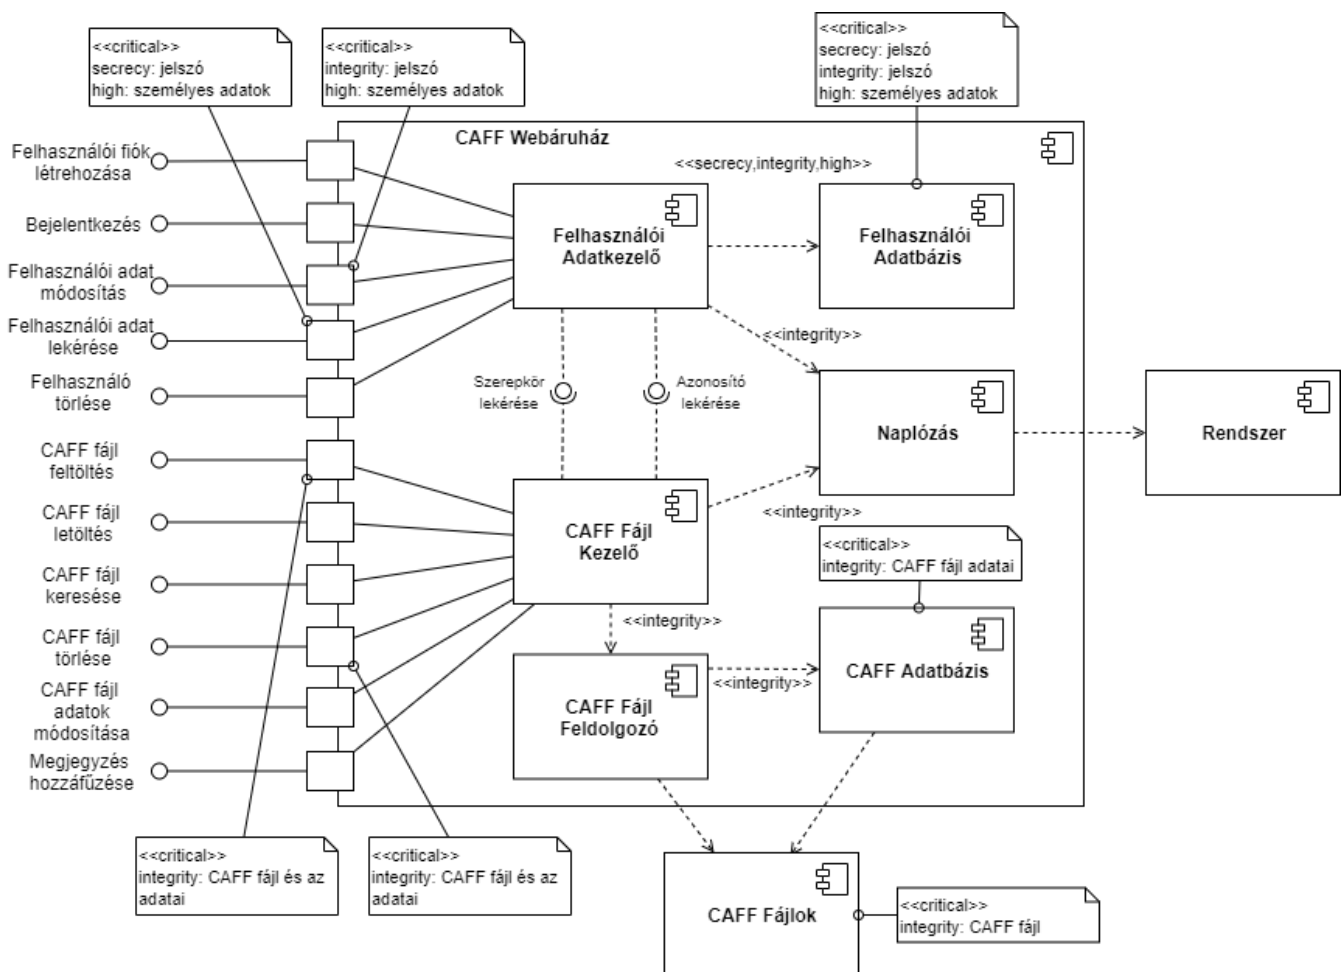 <<critical>>
secrecy: jelszó
high: személyes adatok
<<critical>>
integrity: jelszó
high: személyes adatok
<<critical>>
secrecy: jelszó
integrity: jelszó
high: személyes adatok
CAFF Webáruház
Felhasználói fiók
létrehozása
<<secrecy,integrity,high>>
Bejelentkezés
Felhasználói
Adatkezelő
Felhasználói
Adatbázis
Felhasználói adat
módosítás
Felhasználói adat
lekérése
<<integrity>>
Felhasználó
törlése
Szerepkör
lekérése
Azonosító
lekérése
Naplózás
Rendszer
CAFF fájl
feltöltés
CAFF fájl
letöltés
<<integrity>>
CAFF Fájl
Kezelő
<<critical>>
integrity: CAFF fájl adatai
CAFF fájl
keresése
<<integrity>>
CAFF fájl
törlése
CAFF Adatbázis
<<integrity>>
CAFF fájl
adatok
módosítása
CAFF Fájl
Feldolgozó
Megjegyzés
hozzáfűzése
<<critical>>
integrity: CAFF fájl és az
adatai
<<critical>>
integrity: CAFF fájl és az
adatai
CAFF Fájlok
<<critical>>
integrity: CAFF fájl